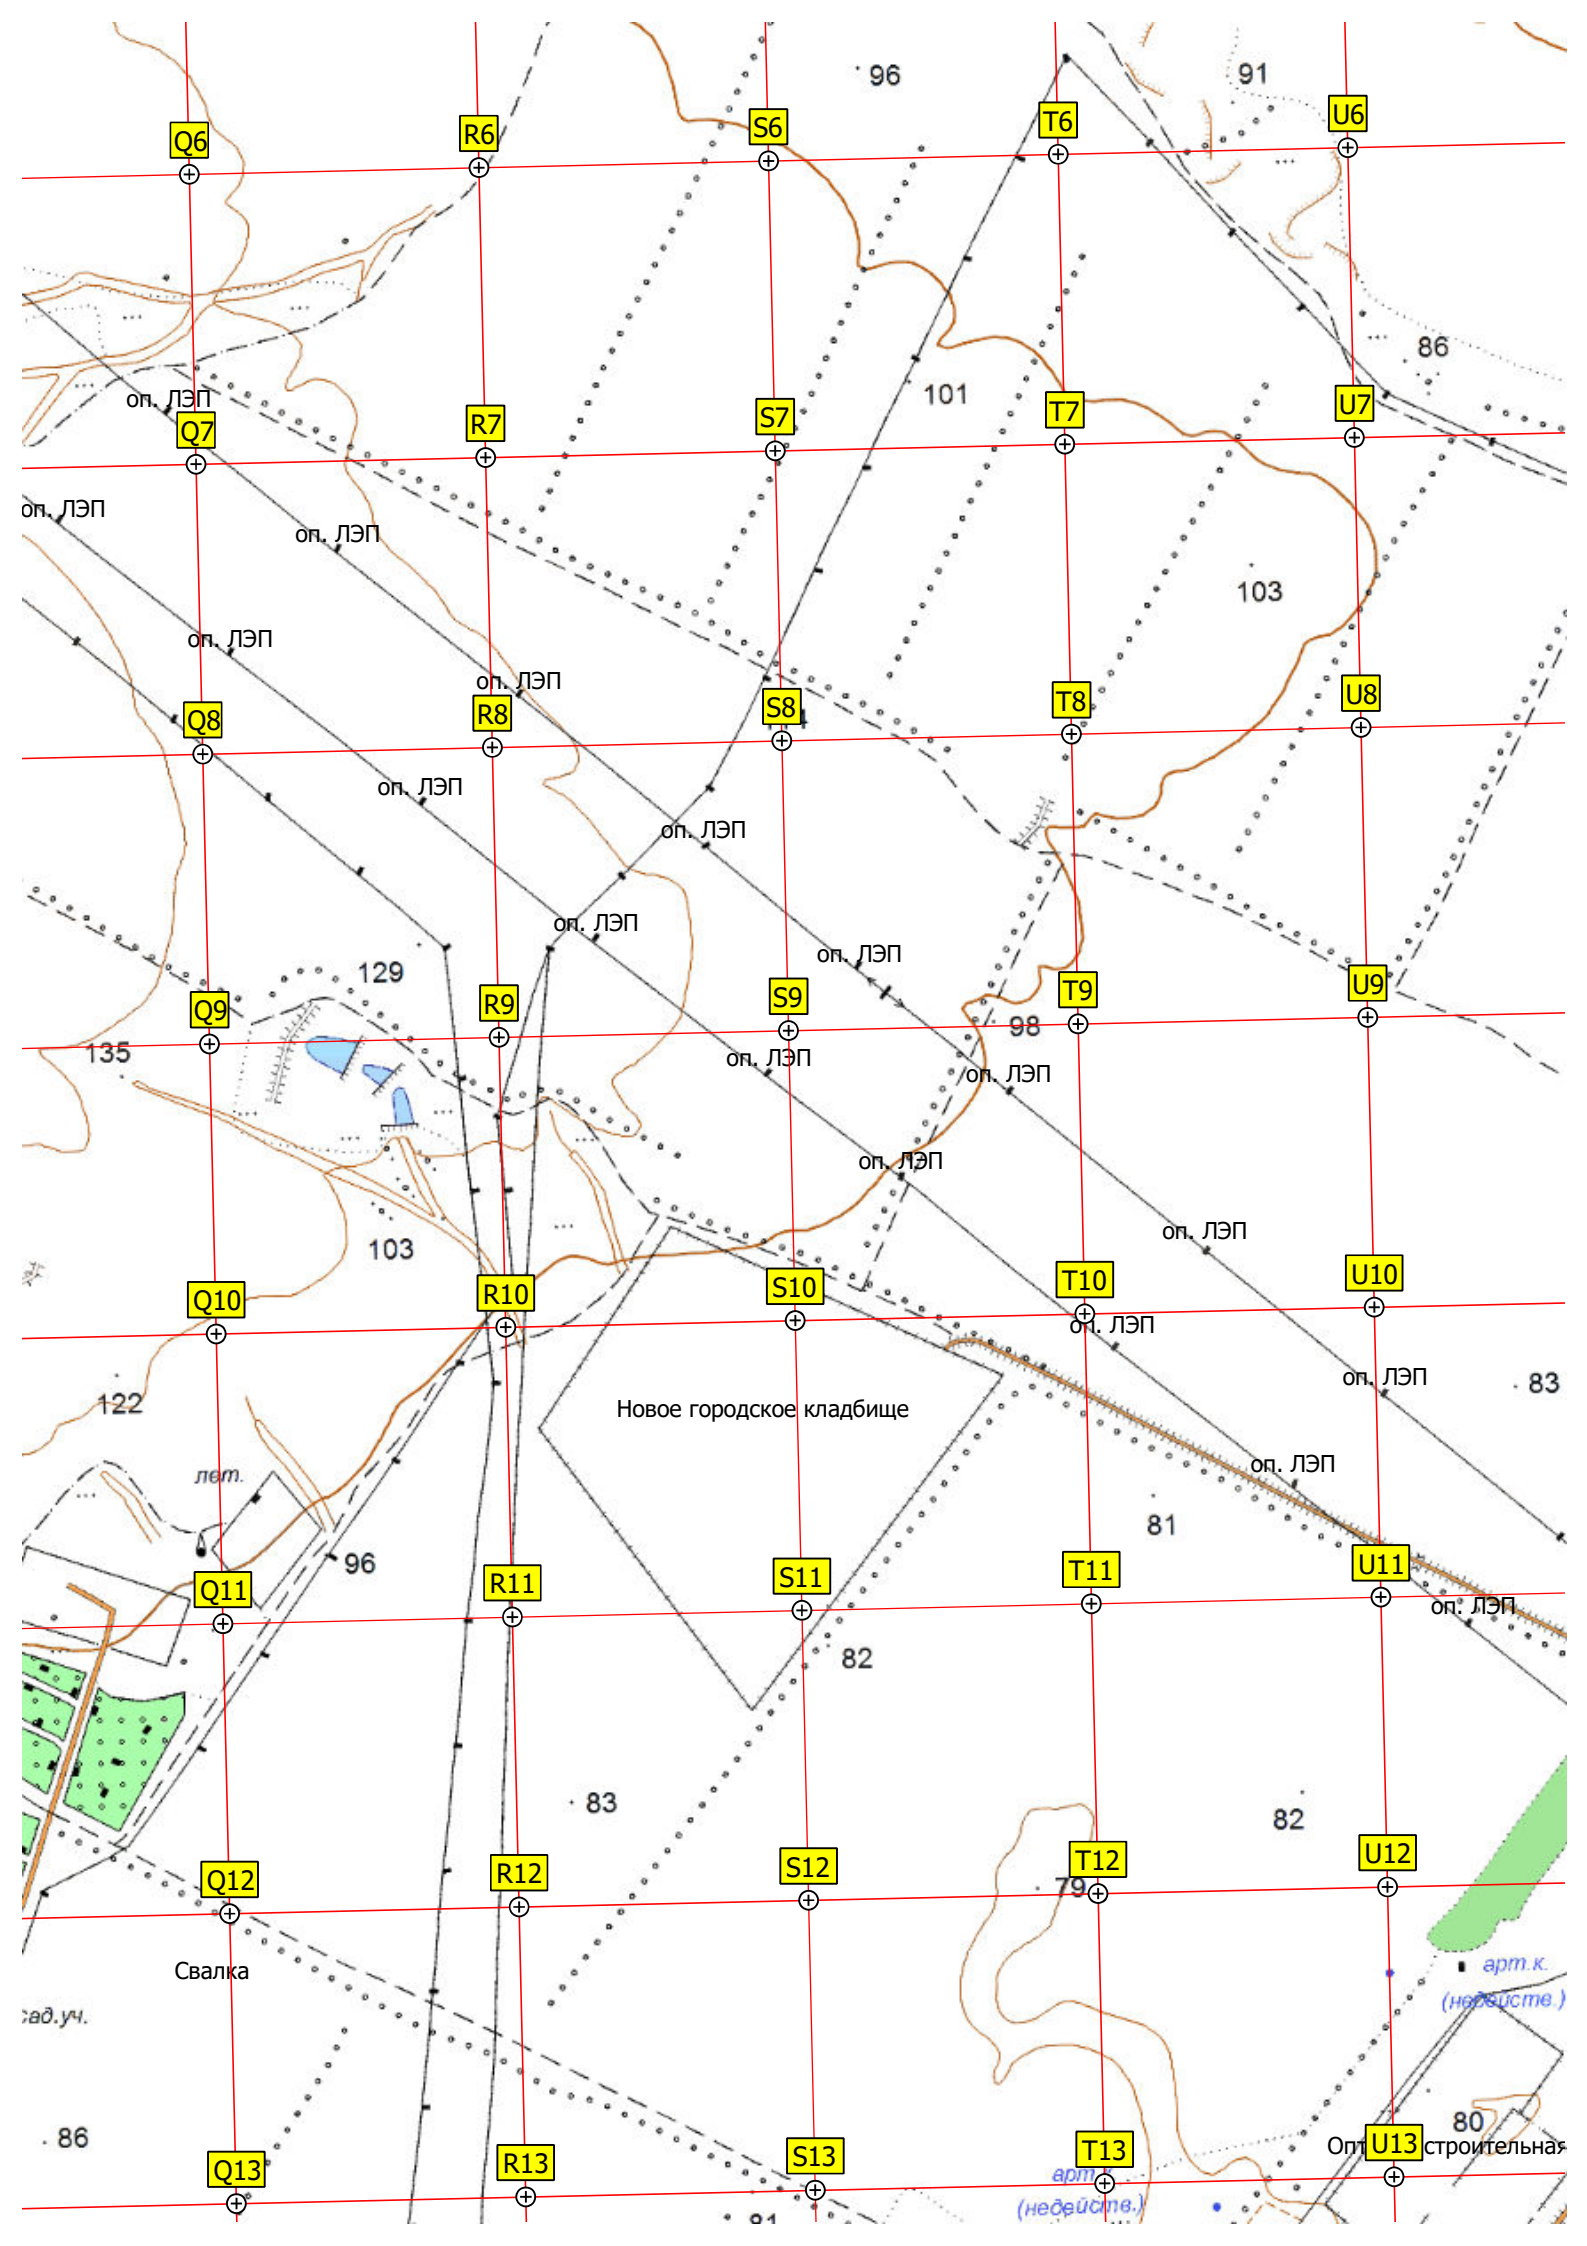 96
91
Q6
R6
S6
T6
U6
86
101
оп. ЛЭП
Q7
R7
S7
T7
U7
оп. ЛЭП
оп. ЛЭП
103
оп. ЛЭП
оп. ЛЭП
Q8
R8
S8
T8
U8
оп. ЛЭП
оп. ЛЭП
оп. ЛЭП
оп. ЛЭП
129
Q9
R9
S9
T9
U9
98
135
оп. ЛЭП
оп. ЛЭП
оп. ЛЭП
оп. ЛЭП
103
Q10
R10
S10
T10
U10
оп. ЛЭП
оп. ЛЭП
83
122
Новое городское кладбище
оп. ЛЭП
лет.
81
96
Q11
R11
S11
T11
U11
оп. ЛЭП
82
83
82
Q12
R12
S12
T12
U12
79
Свалка
арт.к.
(недейств.)
сад.уч.
86
80
Опт
строительная
Q13
R13
S13
T13
U13
арт.к
(недейств.)
81